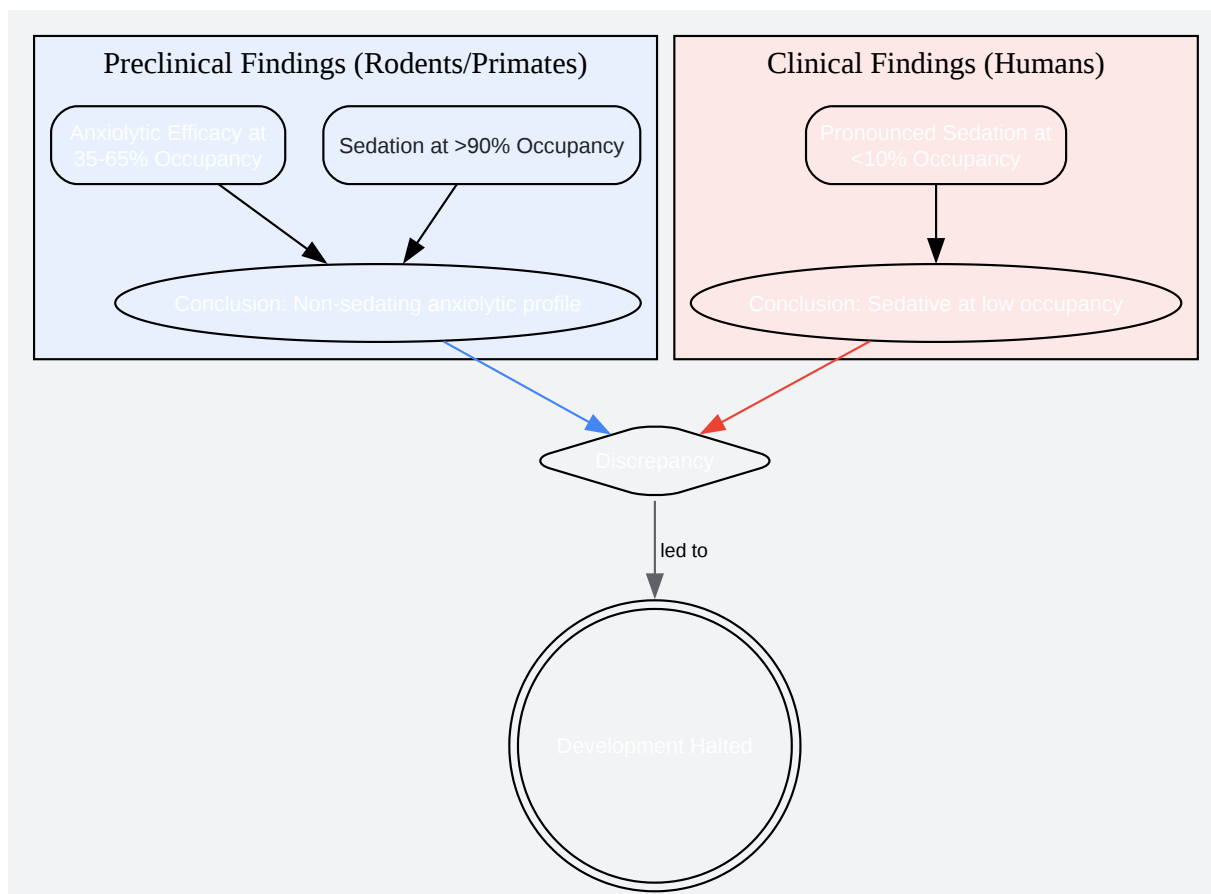 Preclinical Findings (Rodents/Primates)
Anxiolytic Efficacy at
35-65% Occupancy
Sedation at >90% Occupancy
Conclusion: Non-sedating anxiolytic profile
Clinical Findings (Humans)
Pronounced Sedation at
<10% Occupancy
Conclusion: Sedative at low occupancy
Discrepancy
led to
Development Halted